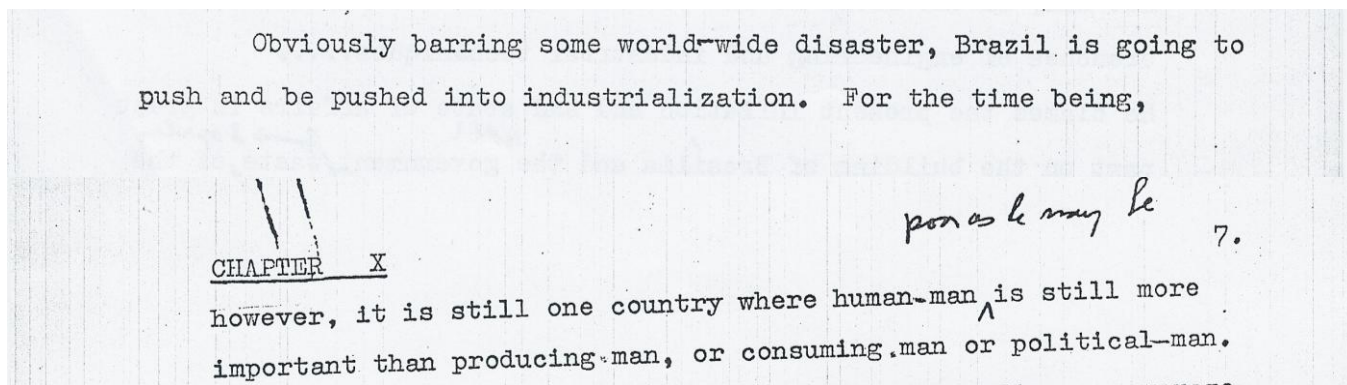 Obviously barring some world-wide disaster, Brazil is going to
push and be pushed into industrialization. For the time being,
poor as he may be
7.
CHAPTER X
however, it is still one country where human-man is still more
important than producing-man, or consuming-man or political-man.